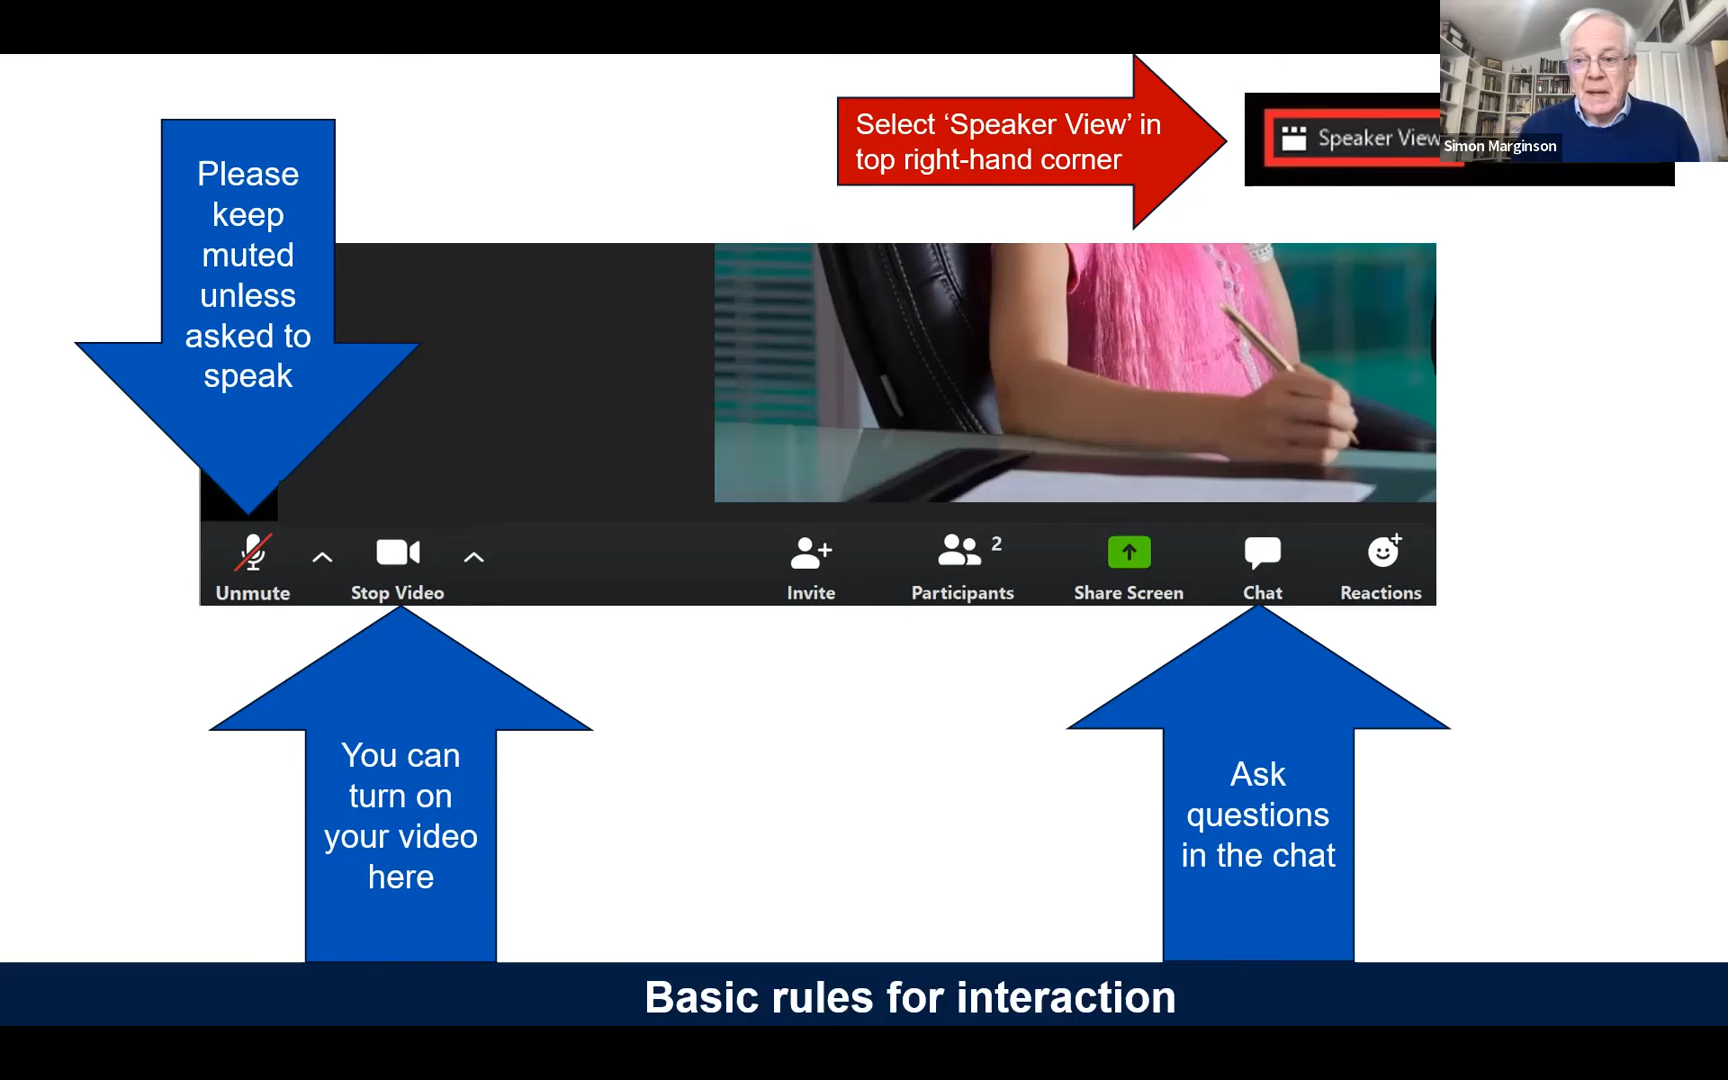 Select ‘Speaker View’ in
top right-hand corner
Speaker View
Simon Marginson
Please
keep
muted
unless
asked to
speak
2
Unmute
Stop Video
Invite
Participants
Share Screen
Chat
Reactions
You can
turn on
your video
here
Ask
questions
in the chat
Basic rules for interaction